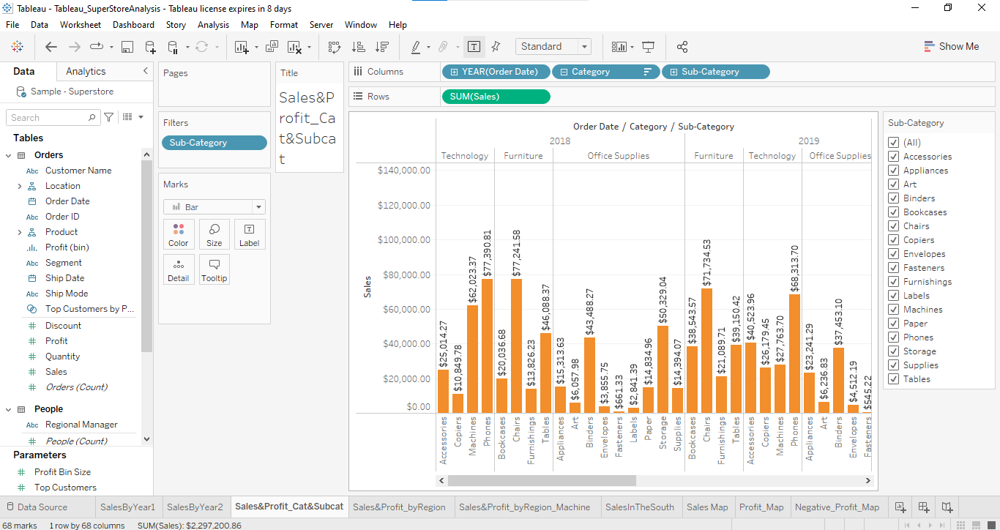 Tableau - Tableau_SuperStoreAnalysis - Tableau license expires in 8 days
File Data Worksheet Dashboard Story Analysis Map Format Server Window Help
Standard
Show Me
Data Analytics
Sample - Superstore
Search
Tables
Orders
Abc Customer Name
Location
Order Date
Abc Order ID
Product
Profit (bin)
Abc Segment
Ship Date
Abc Ship Mode
Top Customers by P...
# Discount
# Profit
# Quantity
# Sales
# Orders (Count)
People
Abc Regional Manager
# People (Count)
Parameters
# Profit Bin Size
# Top Customers
Pages
Filters
Sub-Category
Marks
Bar
Color Size Label
Detail Tooltip
Title
Sales&P
rofit_Ca
t&Subca
t
Columns YEAR(Order Date) Category Sub-Category
Rows SUM(Sales)
Order Date / Category / Sub-Category
2018 2019
Technology Furniture Office Supplies Furniture Technology Office Supplies
Sales
$140,000.00
$120,000.00
$100,000.00
$80,000.00
$60,000.00
$40,000.00
$20,000.00
$0.00
$25,014.27
$10,849.78
$62,023.37
$77,390.81
$20,036.68
$77,241.58
$13,826.23
$46,088.37
$15,313.63
$6,057.98
$43,488.27
$3,855.75
$661.33
$2,841.39
$14,834.96
$50,329.04
$14,394.07
$38,543.57
$71,734.53
$21,089.71
$39,150.42
$40,523.96
$26,179.45
$27,763.70
$68,313.70
$23,241.29
$6,236.83
$37,453.10
$4,512.19
$545.22
Accessories
Copiers
Machines
Phones
Bookcases
Chairs
Furnishings
Tables
Appliances
Art
Binders
Envelopes
Fasteners
Labels
Paper
Storage
Supplies
Bookcases
Chairs
Furnishings
Tables
Accessories
Copiers
Machines
Phones
Appliances
Art
Binders
Envelopes
Fasteners
Sub-Category
(All)
Accessories
Appliances
Art
Binders
Bookcases
Chairs
Copiers
Envelopes
Fasteners
Furnishings
Labels
Machines
Paper
Phones
Storage
Supplies
Tables
Data Source SalesByYear1 SalesByYear2 Sales&Profit_Cat&Subcat Sales&Profit_byRegion Sales&Profit_byRegion_Machine SalesInTheSouth Sales Map Profit_Map Negative_Profit_Map
68 marks 1 row by 68 columns SUM(Sales): $2,297,200.86